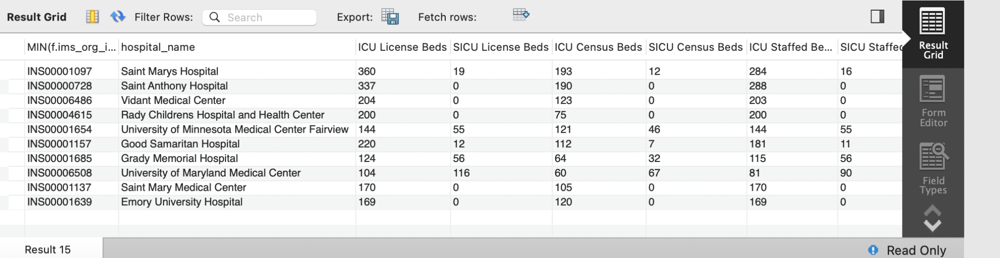 Result Grid Filter Rows: Search Export: Fetch rows:
MIN(f.ims_org_i... hospital_name ICU License Beds SICU License Beds ICU Census Beds SICU Census Beds ICU Staffed Be... SICU Staffed
INS00001097 Saint Marys Hospital 360 19 193 12 284 16
INS00000728 Saint Anthony Hospital 337 0 190 0 288 0
INS00006486 Vidant Medical Center 204 0 123 0 203 0
INS00004615 Rady Childrens Hospital and Health Center 200 0 75 0 200 0
INS00001654 University of Minnesota Medical Center Fairview 144 55 121 46 144 55
INS00001157 Good Samaritan Hospital 220 12 112 7 181 11
INS00001685 Grady Memorial Hospital 124 56 64 32 115 56
INS00006508 University of Maryland Medical Center 104 116 60 67 81 90
INS00001137 Saint Mary Medical Center 170 0 105 0 170 0
INS00001639 Emory University Hospital 169 0 120 0 169 0
Result 15
Read Only
Result
Grid
Form
Editor
Field
Types